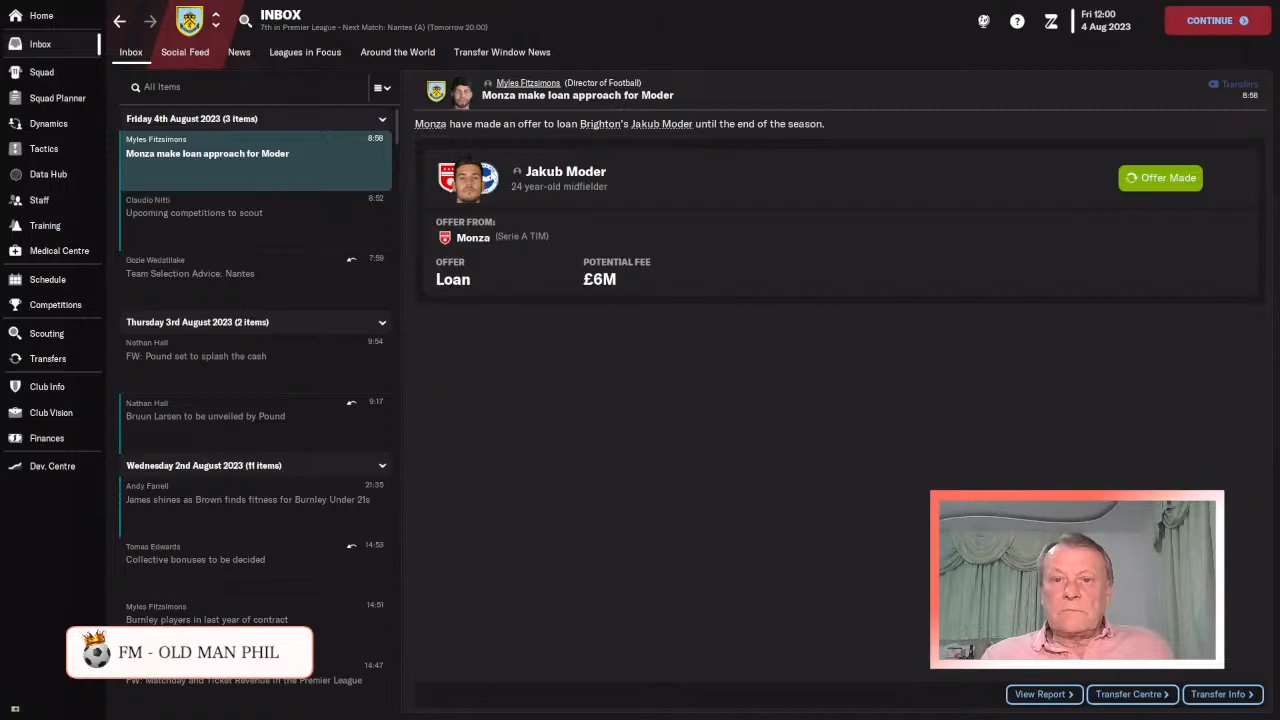 Home
Inbox
Squad
Squad Planner
Dynamics
Tactics
Data Hub
Staff
Training
Medical Centre
Schedule
Competitions
Scouting
Transfers
Club Info
Club Vision
Finances
Dev. Centre
INBOX
7th in Premier League - Next Match: Nantes (A) (Tomorrow 20:00)
Fri 12:00
4 Aug 2023
CONTINUE
Inbox Social Feed News Leagues in Focus Around the World Transfer Window News
All Items
Friday 4th August 2023 (3 items)
Myles Fitzsimons 8:58
Monza make loan approach for Moder
Claudio Nitti 8:52
Upcoming competitions to scout
Gozie Wedatilake 7:59
Team Selection Advice: Nantes
Thursday 3rd August 2023 (2 items)
Nathan Hall 9:54
FW: Pound set to splash the cash
Nathan Hall 9:17
Bruun Larsen to be unveiled by Pound
Wednesday 2nd August 2023 (11 items)
Andy Farrell 21:35
James shines as Brown finds fitness for Burnley Under 21s
Tomas Edwards 14:53
Collective bonuses to be decided
Myles Fitzsimons 14:51
Burnley players in last year of contract
14:47
FW: Matchday and Ticket Revenue in the Premier League
FM - OLD MAN PHIL
Myles Fitzsimons (Director of Football) Transfers
Monza make loan approach for Moder 8:58
Monza have made an offer to loan Brighton's Jakub Moder until the end of the season.
Jakub Moder
24 year-old midfielder
Offer Made
OFFER FROM:
Monza (Serie A TIM)
OFFER POTENTIAL FEE
Loan £6M
View Report Transfer Centre Transfer Info